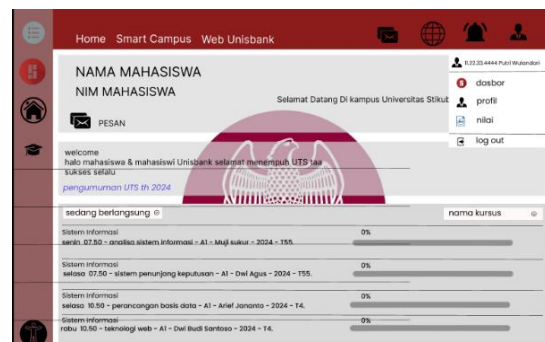 Home Smart Campus Web Unisbank
11.22.33.4444 Putri Wulandari
dasbor
profil
nilai
log out
NAMA MAHASISWA
NIM MAHASISWA
Selamat Datang Di kampus Universitas Stikub
PESAN
welcome
halo mahasiswa & mahasiswi Unisbank selamat menempuh UTS taa
sukses selalu
pengumuman UTS th 2024
sedang berlangsung
nama kursus
Sistem Informasi
0%
senin 07.50 - analisa sistem informasi - A1 - Muji sukur - 2024 - T55.
Sistem Informasi
0%
selasa 07.50 - sistem penunjang keputusan - A1 - Dwi Agus - 2024 - T55.
Sistem Informasi
0%
selasa 10.50 - perancangan basis data - A1 - Arief Jananto - 2024 - T4.
Sistem Informasi
0%
rabu 10.50 - teknologi web - A1 - Dwi Budi Santoso - 2024 - T4.